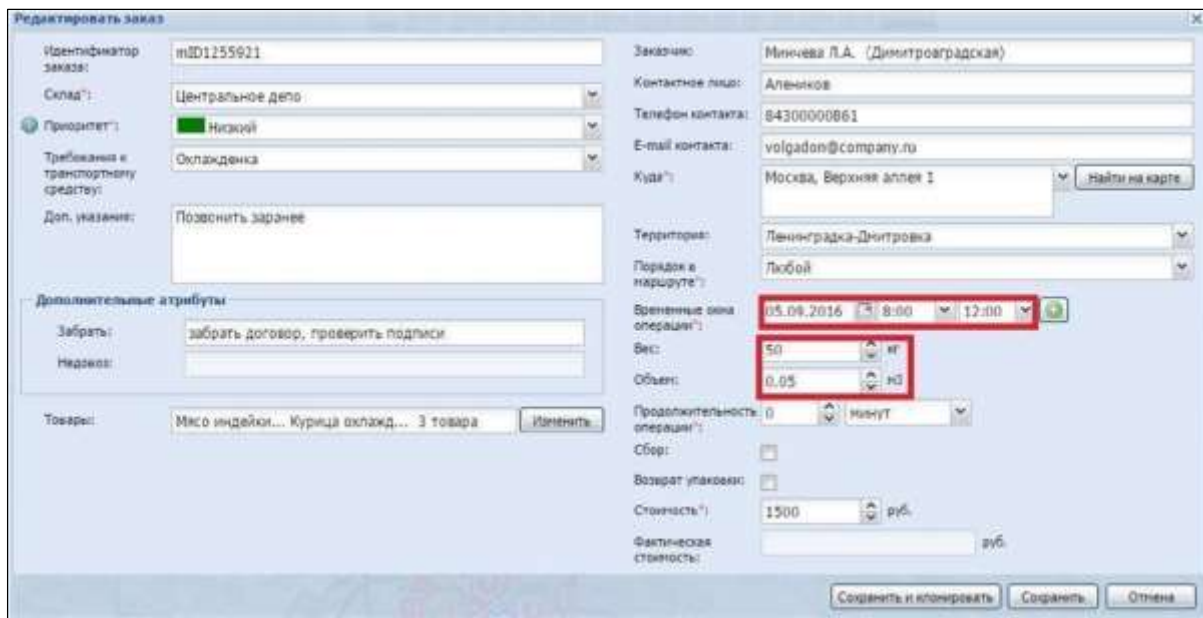 Редактировать заказ
Идентификатор заказа: mID1255921
Склад*: Центральное депо
Приоритет*: Низкий
Требования к транспортному средству: Охлажденка
Доп. указания: Позвонить заранее
Дополнительные атрибуты
Забрать: забрать договор, проверить подписи
Недовоз:
Товары: Мясо индейки... Курица охлажд... 3 товара Изменить
Заказчик: Минчева Л.А. (Димитровградская)
Контактное лицо: Алеников
Телефон контакта: 84300000861
E-mail контакта: volgadon@company.ru
Куда*: Москва, Верхняя аллея 1 Найти на карте
Территория: Ленинградка-Дмитровка
Порядок в маршруте*: Любой
Временные окна операции*: 05.09.2016 8:00 12:00
Вес: 50 кг
Объем: 0.05 м3
Продолжительность операции*: 0 минут
Сбор:
Возврат упаковки:
Стоимость*: 1500 руб.
Фактическая стоимость: руб.
Сохранить и клонировать Сохранить Отмена